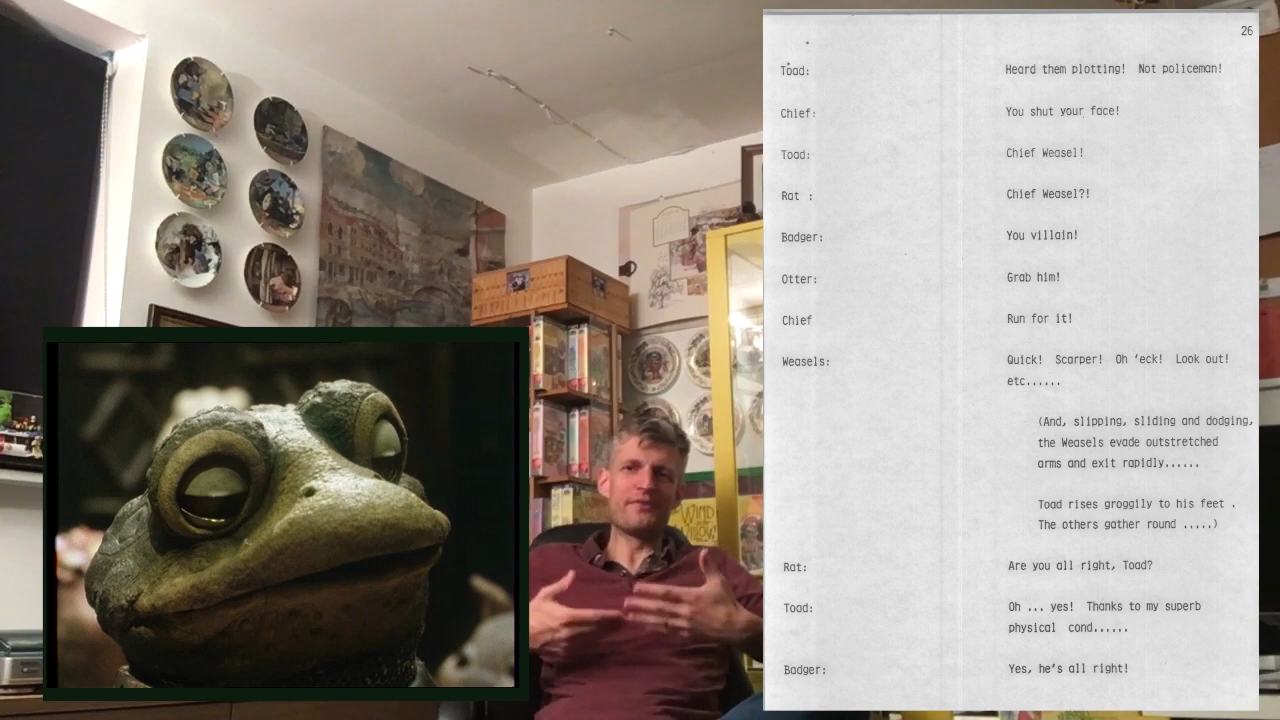 26
Toad: Heard them plotting! Not policeman!
Chief: You shut your face!
Toad: Chief Weasel!
Rat : Chief Weasel?!
Badger: You villain!
Otter: Grab him!
Chief Run for it!
Weasels: Quick! Scarper! Oh 'eck! Look out!
etc......
(And, slipping, sliding and dodging,
the Weasels evade outstretched
arms and exit rapidly......
Toad rises groggily to his feet .
The others gather round .....)
Rat: Are you all right, Toad?
Toad: Oh ... yes! Thanks to my superb
physical cond......
Badger: Yes, he's all right!
WIND